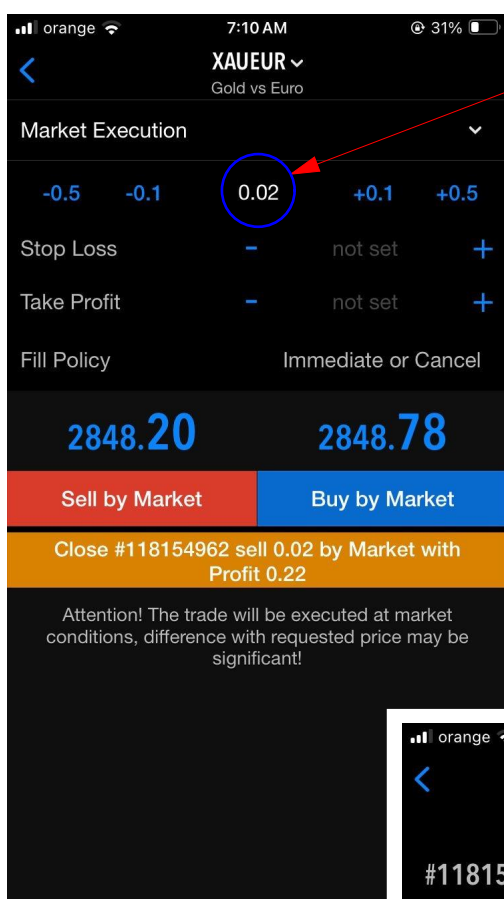 orange 7:10 AM 31%
XAUEUR
Gold vs Euro
Market Execution
-0.5 -0.1 0.02 +0.1 +0.5
Stop Loss - not set +
Take Profit - not set +
Fill Policy Immediate or Cancel
2848.20 2848.78
Sell by Market Buy by Market
Close #118154962 sell 0.02 by Market with
Profit 0.22
Attention! The trade will be executed at market
conditions, difference with requested price may be
significant!
orange
#11815